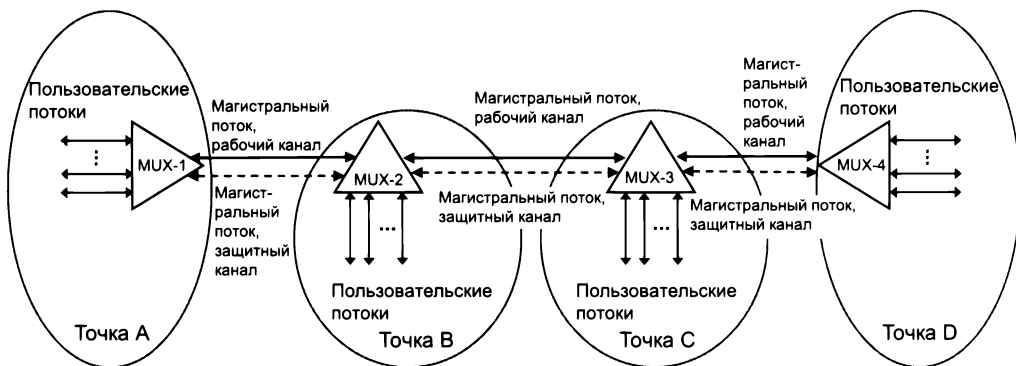 Пользовательские
потоки
...
MUX-1
Точка A
Магистральный
поток,
рабочий канал
Магист-
ральный
поток,
защитный
канал
MUX-2
...
Пользовательские
потоки
Точка B
Магистральный поток,
рабочий канал
Магистральный поток,
защитный канал
MUX-3
...
Пользовательские
потоки
Точка C
Магист-
ральный
поток,
рабочий
канал
Магистральный поток,
защитный канал
Пользовательские
потоки
MUX-4
...
Точка D